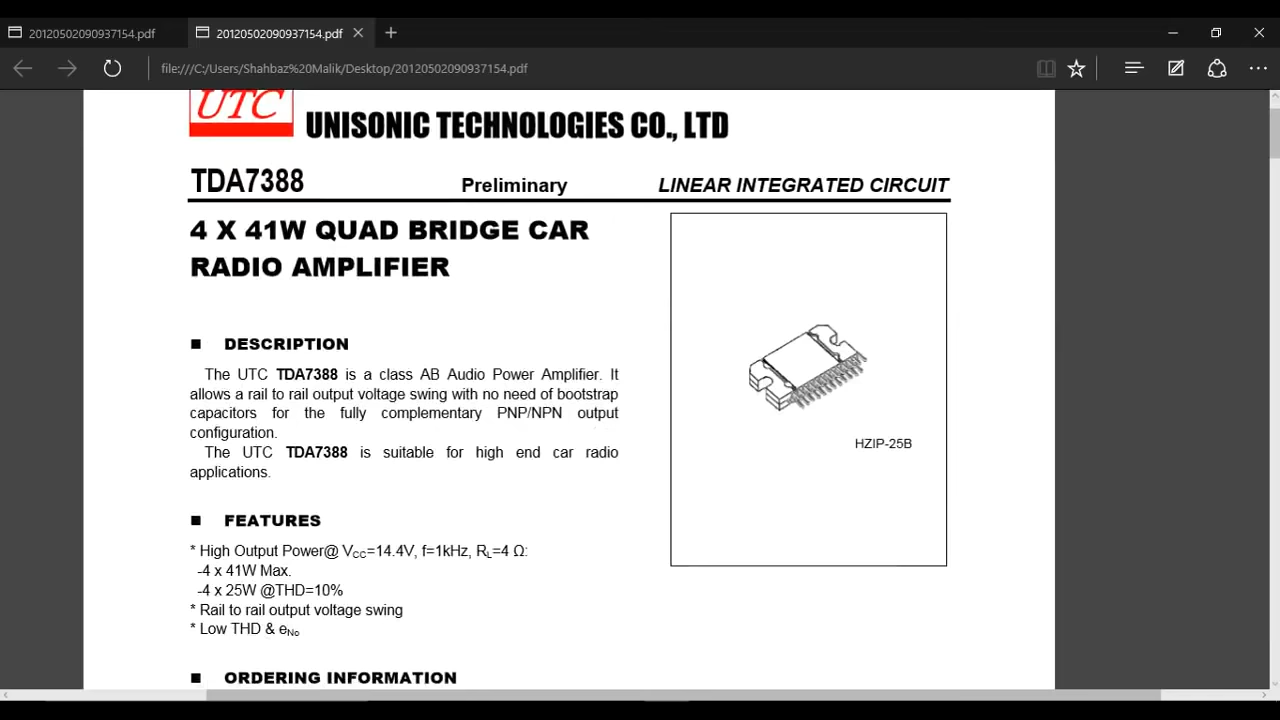 20120502090937154.pdf
20120502090937154.pdf
file:///C:/Users/Shahbaz%20Malik/Desktop/20120502090937154.pdf
UTC
UNISONIC TECHNOLOGIES CO., LTD
TDA7388 Preliminary LINEAR INTEGRATED CIRCUIT
4 X 41W QUAD BRIDGE CAR
RADIO AMPLIFIER
■ DESCRIPTION
The UTC TDA7388 is a class AB Audio Power Amplifier. It
allows a rail to rail output voltage swing with no need of bootstrap
capacitors for the fully complementary PNP/NPN output
configuration.
The UTC TDA7388 is suitable for high end car radio
applications.
HZIP-25B
■ FEATURES
* High Output Power@ VCC=14.4V, f=1kHz, RL=4 Ω:
-4 x 41W Max.
-4 x 25W @THD=10%
* Rail to rail output voltage swing
* Low THD & eNo
■ ORDERING INFORMATION